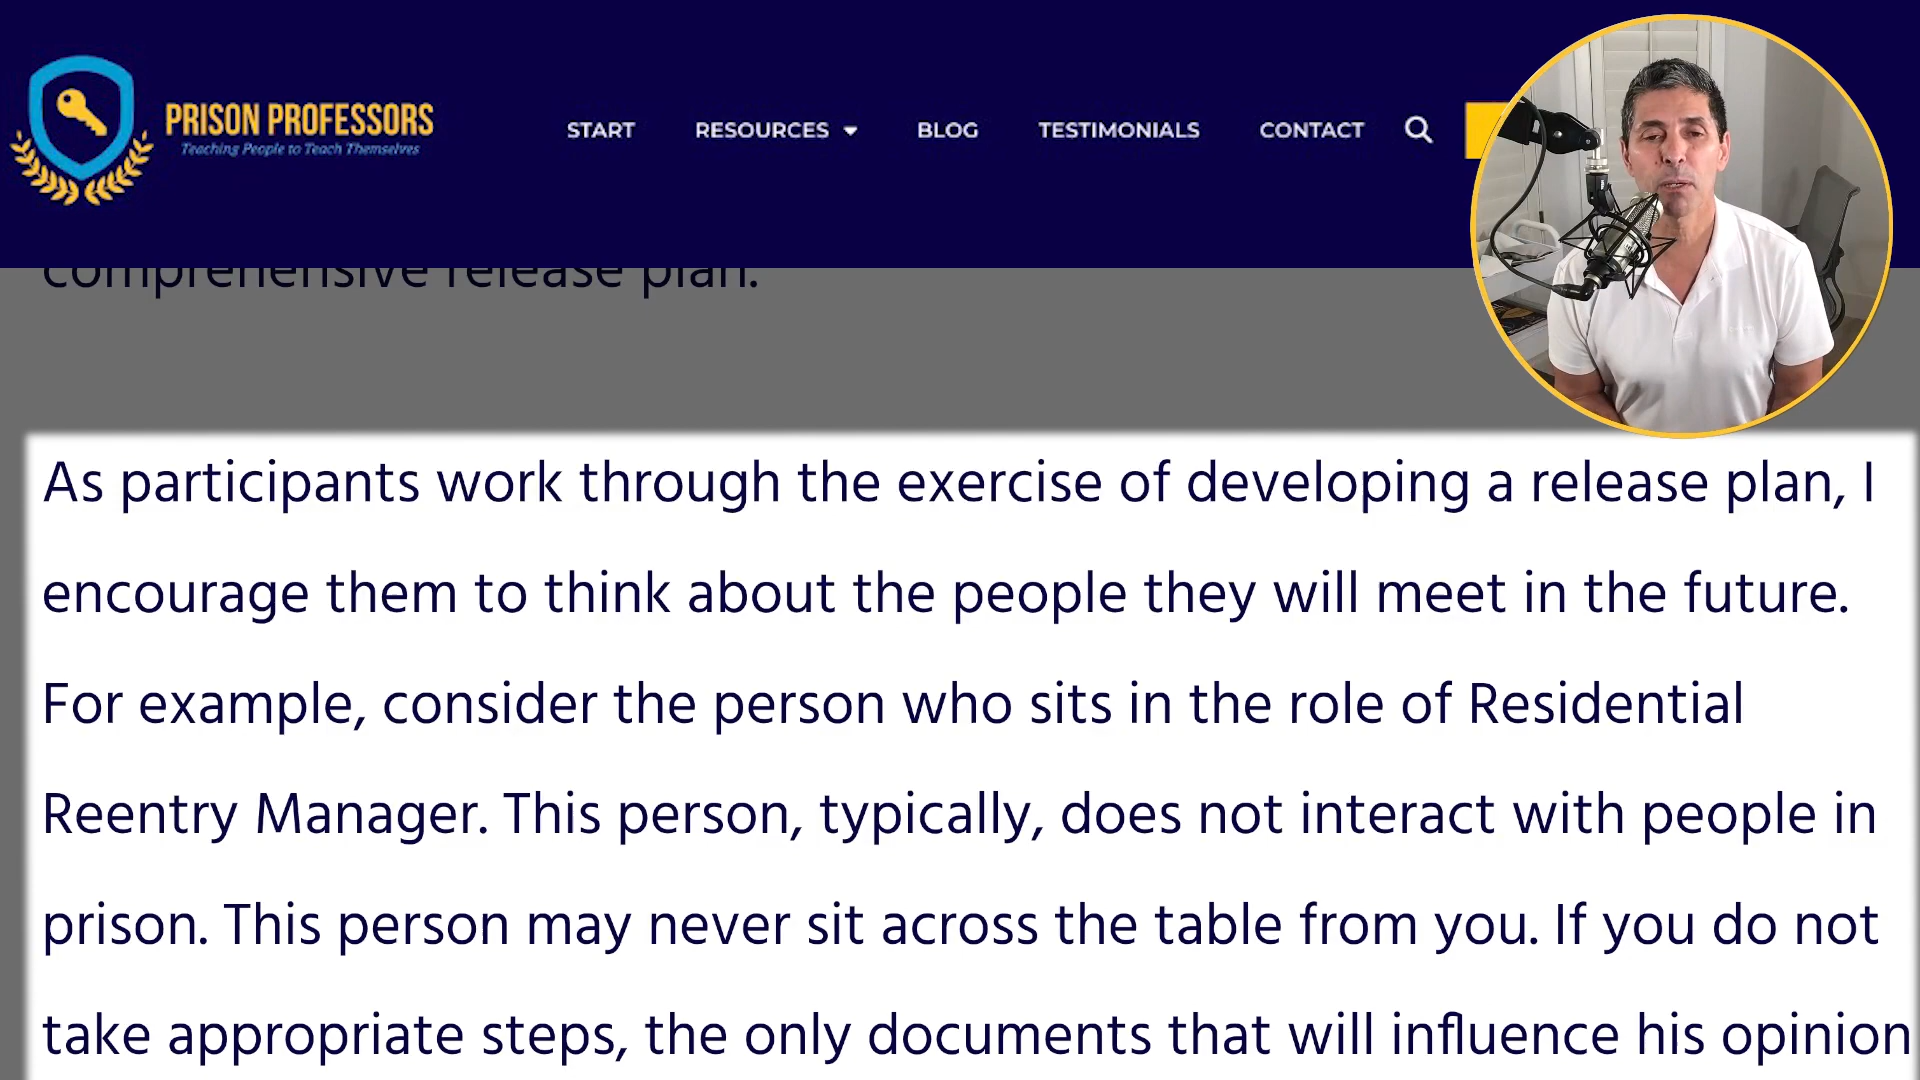 PRISON PROFESSORS
Teaching People to Teach Themselves
START
RESOURCES
BLOG
TESTIMONIALS
CONTACT
comprehensive release plan.
As participants work through the exercise of developing a release plan, I
encourage them to think about the people they will meet in the future.
For example, consider the person who sits in the role of Residential
Reentry Manager. This person, typically, does not interact with people in
prison. This person may never sit across the table from you. If you do not
take appropriate steps, the only documents that will influence his opinion